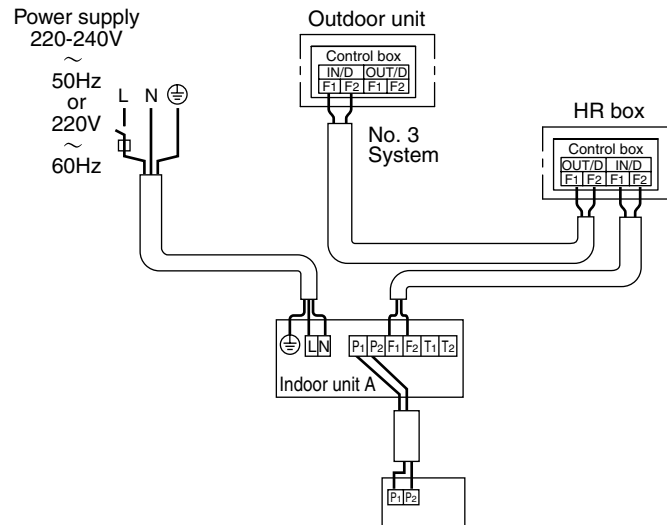 Power supply
220-240V
～
50Hz
or
220V
～
60Hz
L N
Outdoor unit
Control box
IN/D OUT/D
F1 F2 F1 F2
No. 3
System
HR box
Control box
OUT/D IN/D
F1 F2 F1 F2
L N
P1 P2 F1 F2 T1 T2
Indoor unit A
P1 P2